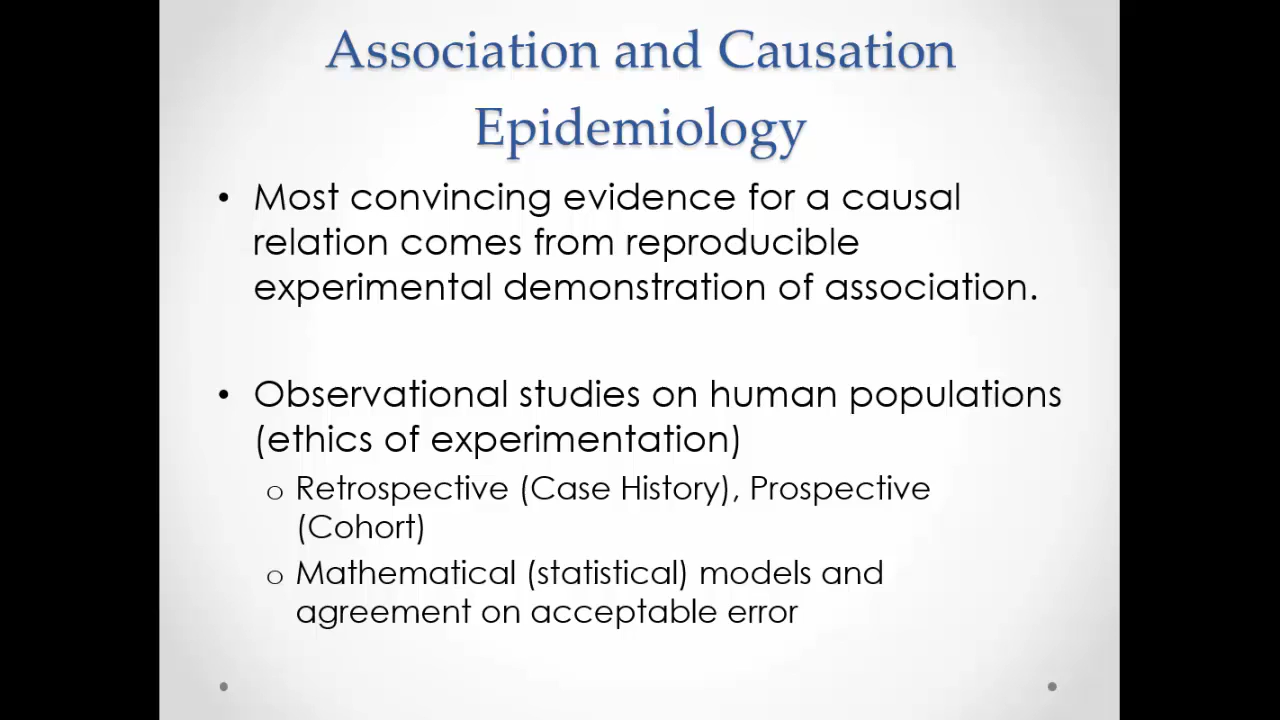 Association and Causation
Epidemiology
• Most convincing evidence for a causal
relation comes from reproducible
experimental demonstration of association.
• Observational studies on human populations
(ethics of experimentation)
o Retrospective (Case History), Prospective
(Cohort)
o Mathematical (statistical) models and
agreement on acceptable error